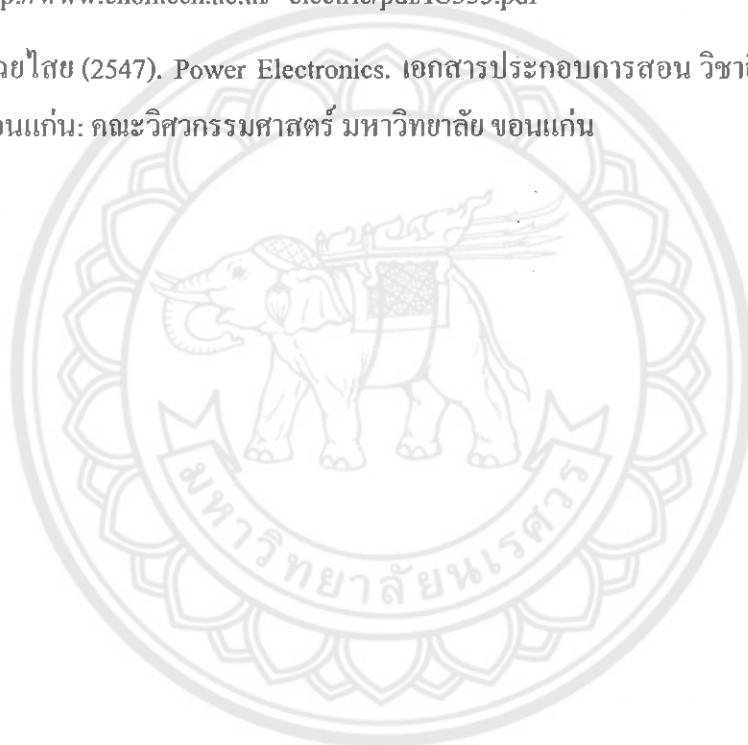 วยไสย (2547). Power Electronics. เอกสารประกอบการสอน วิชา
อนแก่น: คณะวิศวกรรมศาสตร์ มหาวิทยาลัย ขอนแก่น
มหาวิทยาลัยนเรศวร